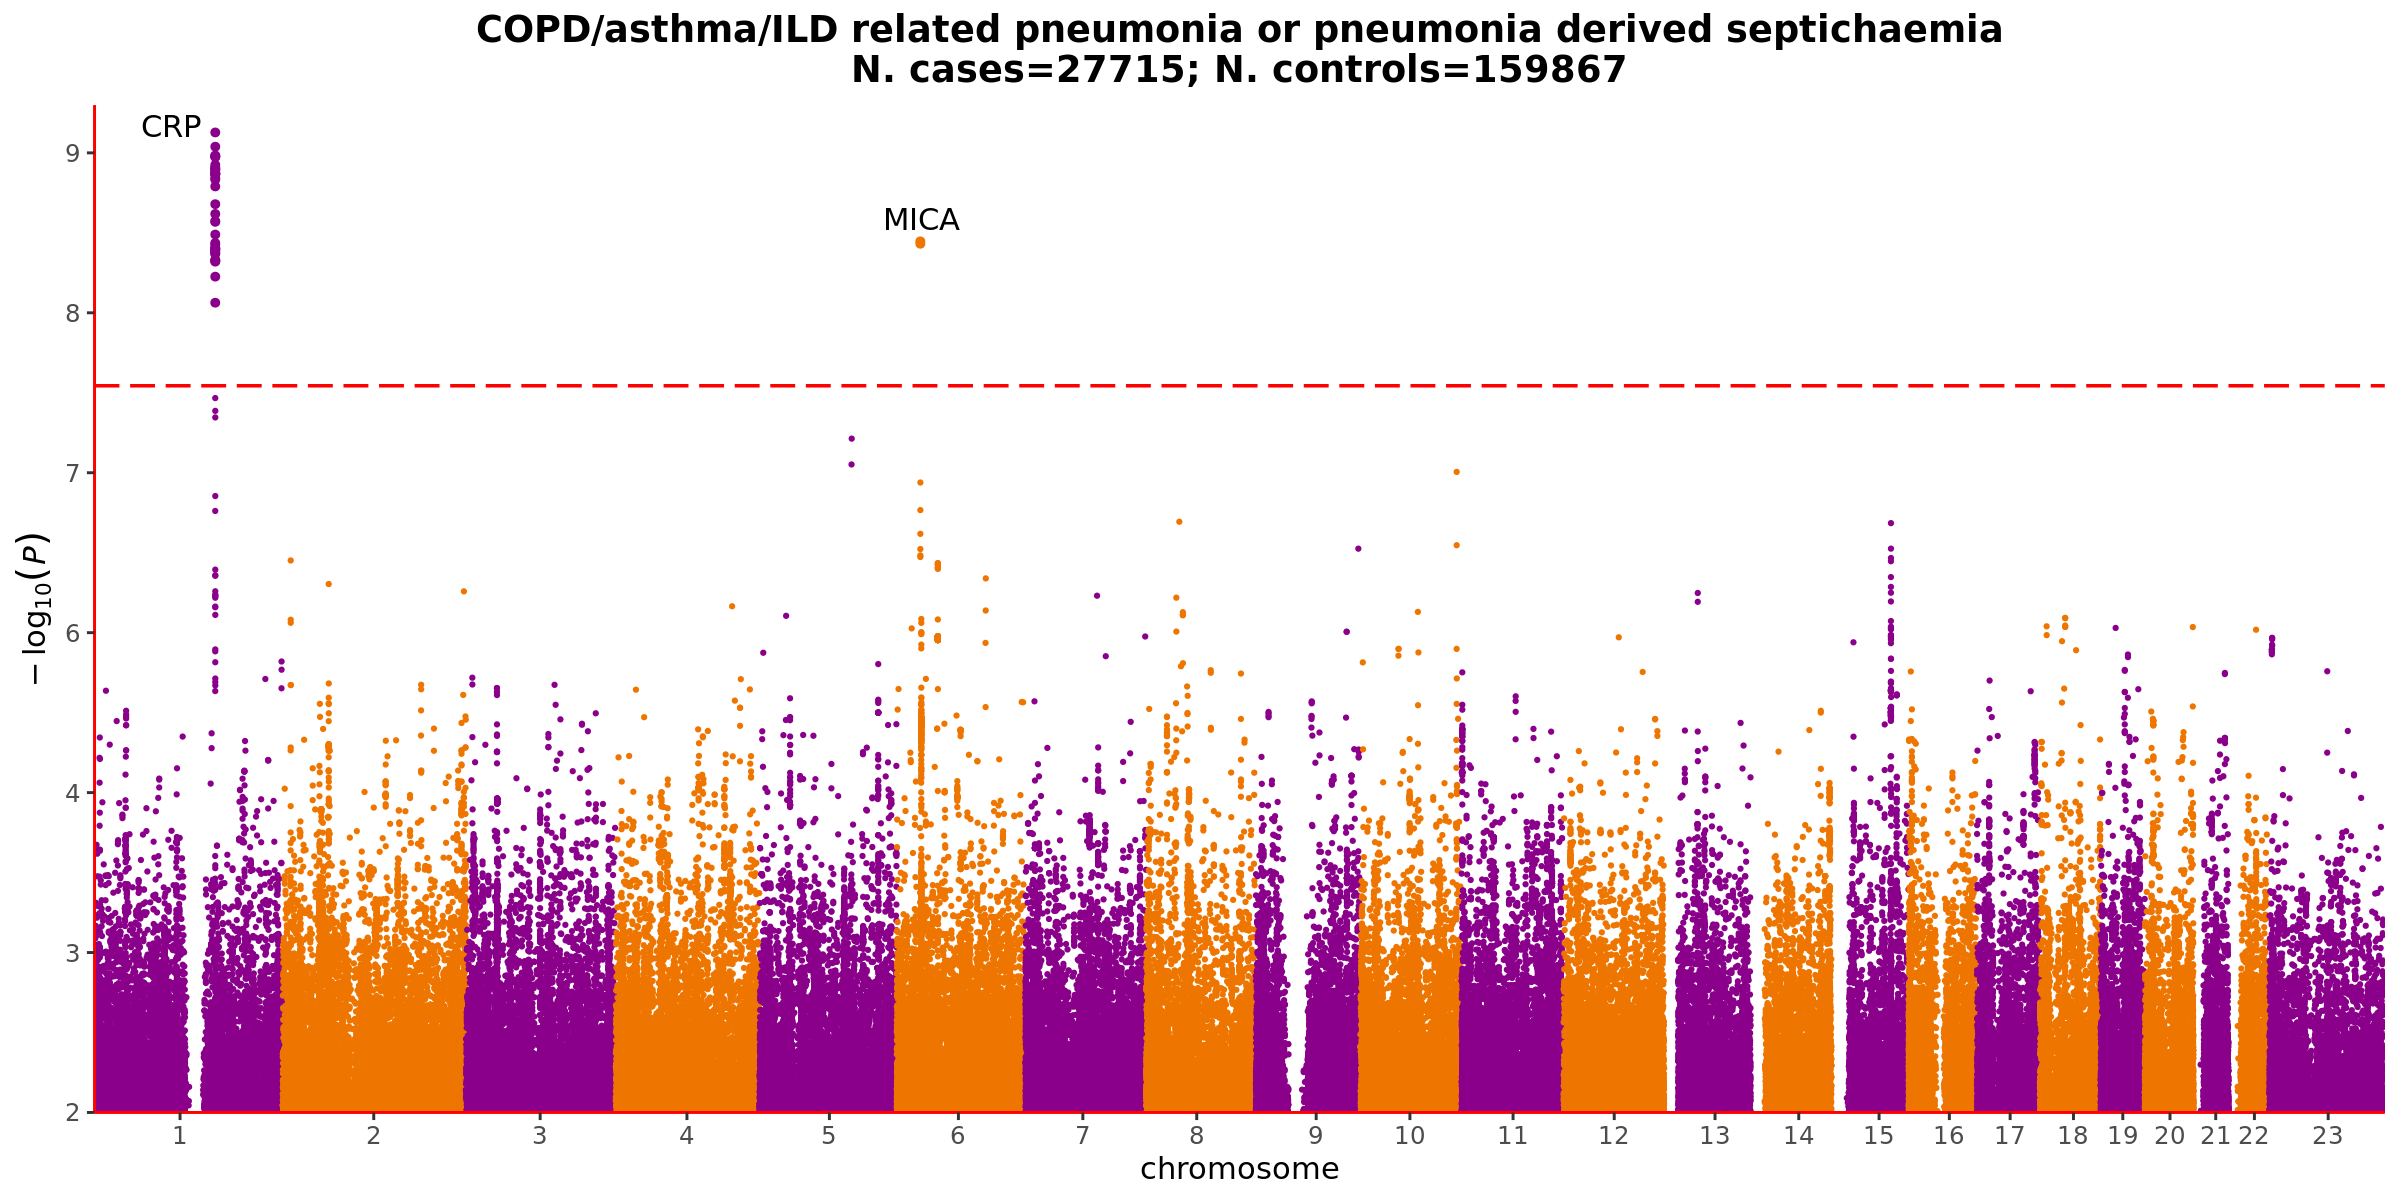 COPD/asthma/ILD related pneumonia or pneumonia derived septichaemia
N. cases=27715; N. controls=159867
CRP
MICA
9
8
7
6
4
3
2
−log10(P)
1 2 3 4 5 6 7 8 9 10 11 12 13 14 15 16 17 18 19 20 21 22 23
chromosome